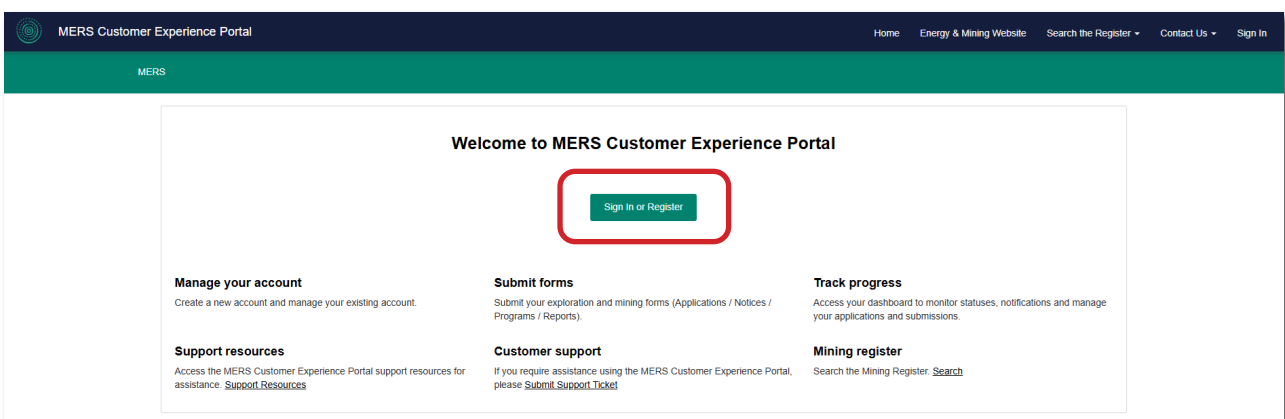 MERS Customer Experience Portal
Home Energy & Mining Website Search the Register Contact Us Sign In
MERS
Welcome to MERS Customer Experience Portal
Sign In or Register
Manage your account
Create a new account and manage your existing account.
Submit forms
Submit your exploration and mining forms (Applications / Notices /
Programs / Reports).
Track progress
Access your dashboard to monitor statuses, notifications and manage
your applications and submissions.
Support resources
Access the MERS Customer Experience Portal support resources for
assistance. Support Resources
Customer support
If you require assistance using the MERS Customer Experience Portal,
please Submit Support Ticket
Mining register
Search the Mining Register. Search